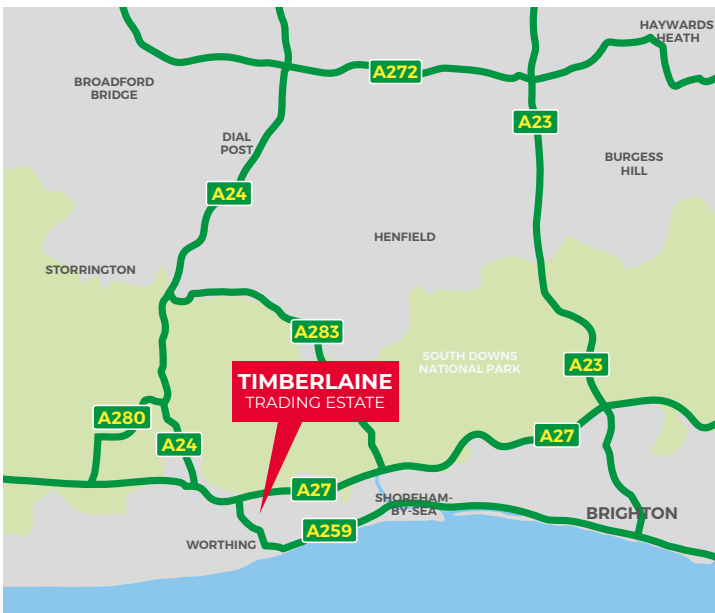 HAYWARDS
HEATH
A272
BROADFORD
BRIDGE
A23
DIAL
POST
BURGESS
HILL
A24
HENFIELD
STORRINGTON
A283
SOUTH DOWNS
NATIONAL PARK
A23
TIMBERLAINE
TRADING ESTATE
A280
A24
A27
A27
SHOREHAM-
BY-SEA
BRIGHTON
A259
WORTHING